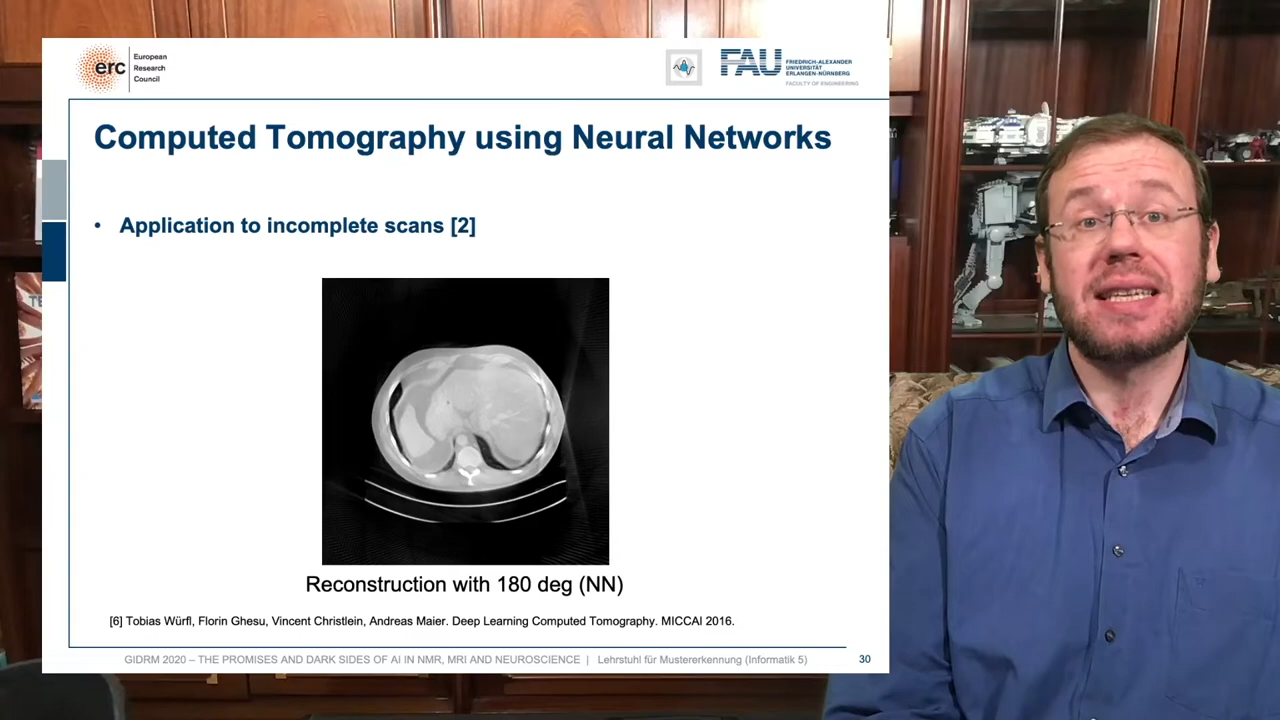 erc
European
Research
Council
FAU
FRIEDRICH-ALEXANDER
UNIVERSITÄT
ERLANGEN-NÜRNBERG
FACULTY OF ENGINEERING
Computed Tomography using Neural Networks
• Application to incomplete scans [2]
Reconstruction with 180 deg (NN)
[6] Tobias Würfl, Florin Ghesu, Vincent Christlein, Andreas Maier. Deep Learning Computed Tomography. MICCAI 2016.
GIDRM 2020 – THE PROMISES AND DARK SIDES OF AI IN NMR, MRI AND NEUROSCIENCE | Lehrstuhl für Mustererkennung (Informatik 5)
30